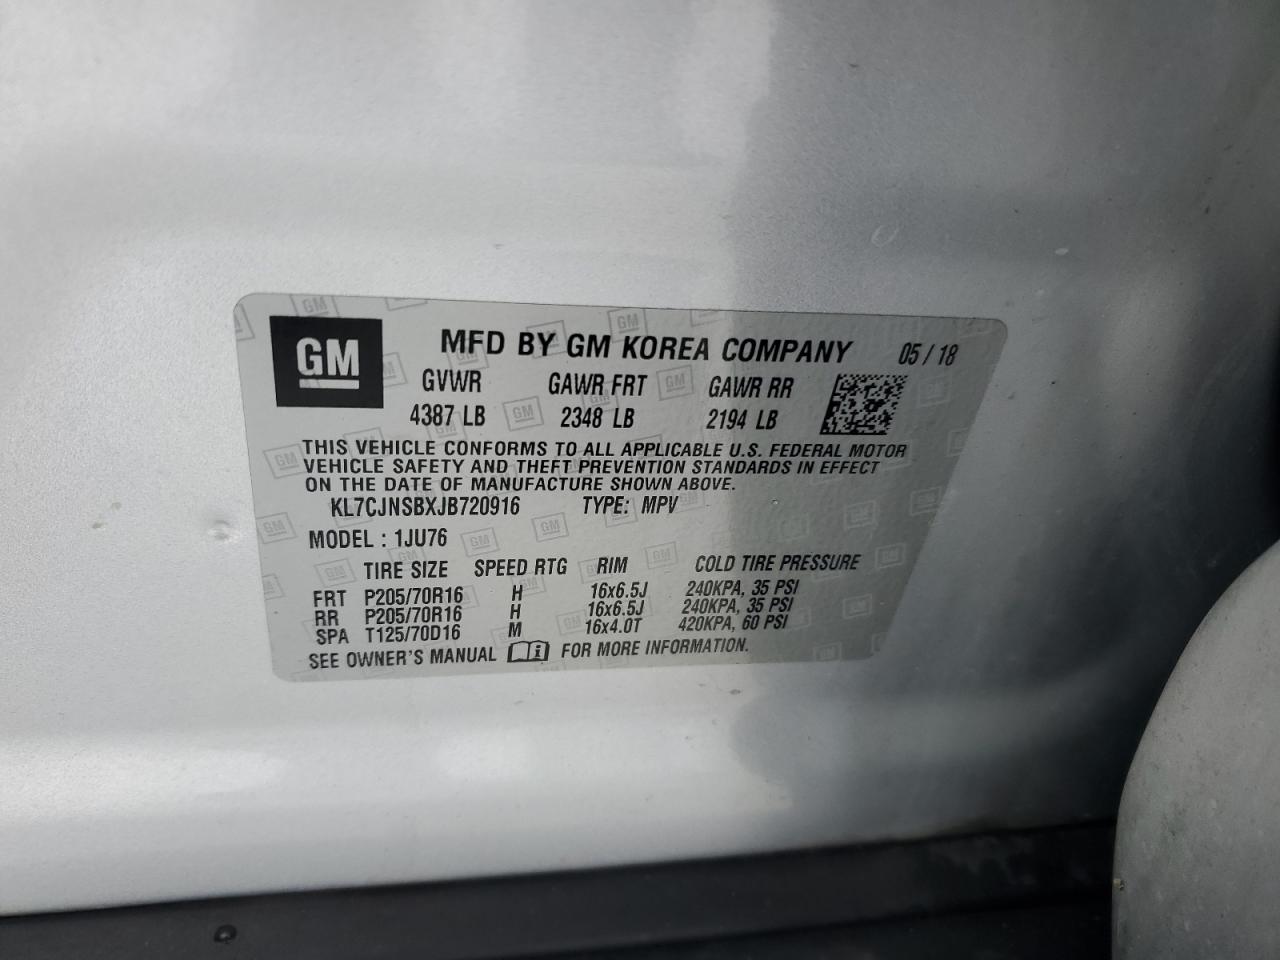 GM
MFD BY GM KOREA COMPANY 05 / 18
GVWR GAWR FRT GAWR RR
4387 LB 2348 LB 2194 LB
THIS VEHICLE CONFORMS TO ALL APPLICABLE U.S. FEDERAL MOTOR
VEHICLE SAFETY AND THEFT PREVENTION STANDARDS IN EFFECT
ON THE DATE OF MANUFACTURE SHOWN ABOVE.
KL7CJNSBXJB720916 TYPE: MPV
MODEL : 1JU76
TIRE SIZE SPEED RTG RIM COLD TIRE PRESSURE
FRT P205/70R16 H 16x6.5J 240KPA, 35 PSI
RR P205/70R16 H 16x6.5J 240KPA, 35 PSI
SPA T125/70D16 M 16x4.0T 420KPA, 60 PSI
SEE OWNER'S MANUAL FOR MORE INFORMATION.